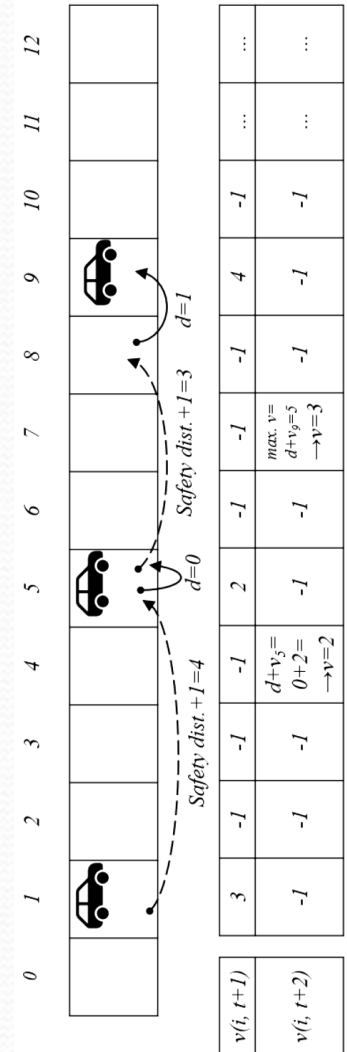 0 1 2 3 4 5 6 7 8 9 10 11 12
d=0
d=1
Safety dist.+1=4
Safety dist.+1=3
v(i, t+1) 3 -1 -1 -1 2 -1 -1 -1 4 -1 ... ...
v(i, t+2) -1 -1 -1 d+v₅= -1 -1 max. v= -1 -1 -1 ... ...
0+2= d+v₉=5
→v=2 →v=3